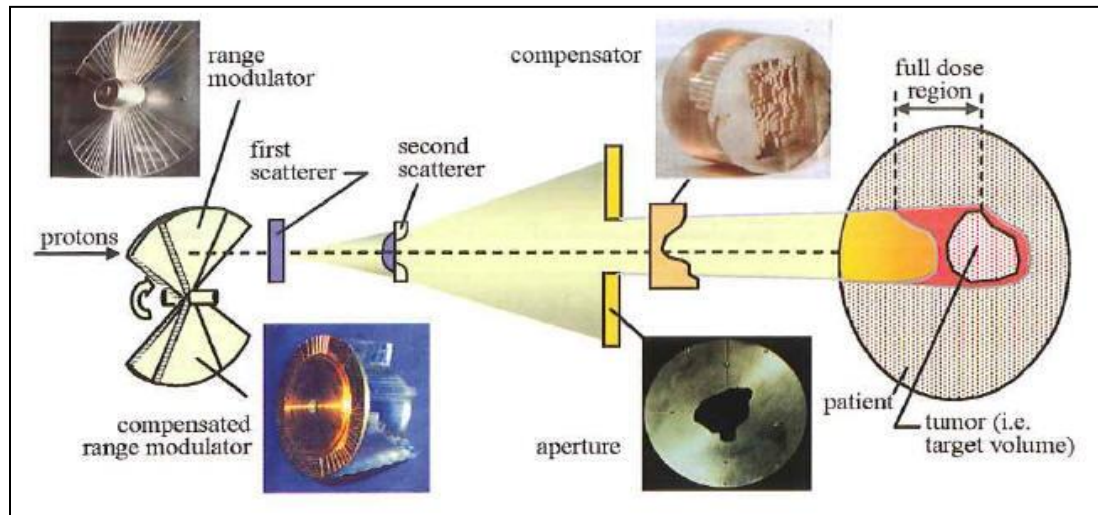 range
modulator
compensator
full dose
region
first
scatterer
second
scatterer
protons
compensated
range modulator
aperture
patient
tumor (i.e.
target volume)